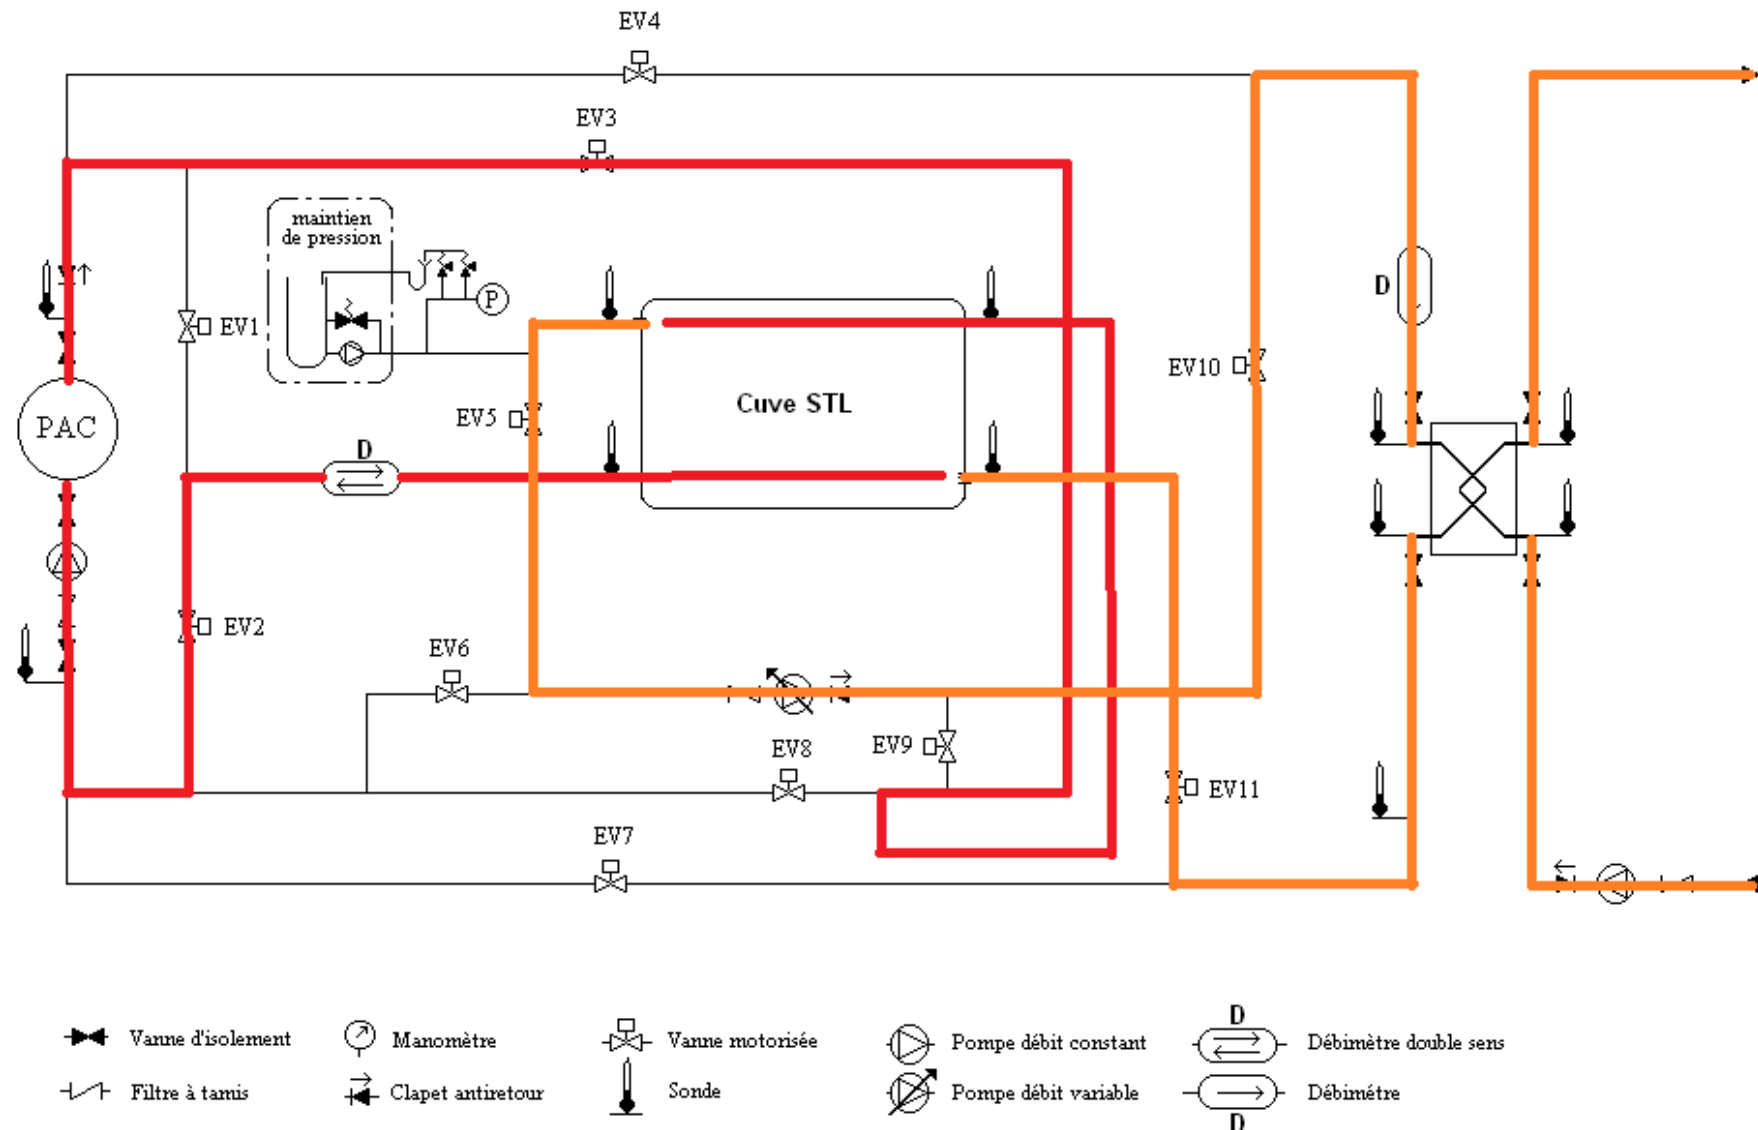 EV4
EV3
maintien
de pression
P
EV1
D
EV10
EV5
Cuve STL
PAC
D
EV2
EV6
EV8
EV9
EV11
EV7
D
D
Vanne d'isolement
Manomètre
Vanne motorisée
Pompe débit constant
Débimètre double sens
Filtre à tamis
Clapet antiretour
Sonde
Pompe débit variable
Débimétre
D